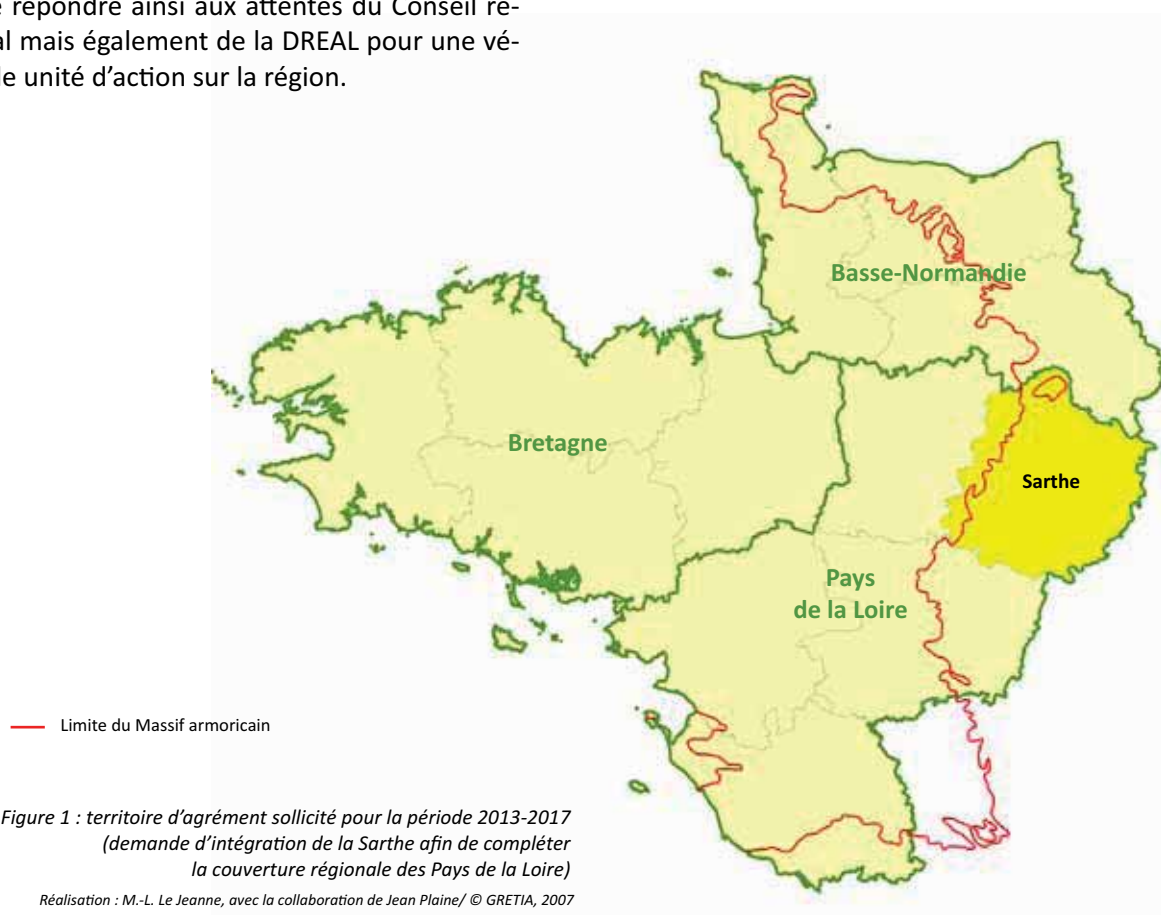 répondre ainsi aux attentes du Conseil ré-
al mais également de la DREAL pour une vé-
le unité d'action sur la région.
Basse-Normandie
Bretagne
Sarthe
Pays
de la Loire
Limite du Massif armoricain
Figure 1 : territoire d'agrément sollicité pour la période 2013-2017
(demande d'intégration de la Sarthe afin de compléter
la couverture régionale des Pays de la Loire)
Réalisation : M.-L. Le Jeanne, avec la collaboration de Jean Plaine/ © GRETIA, 2007